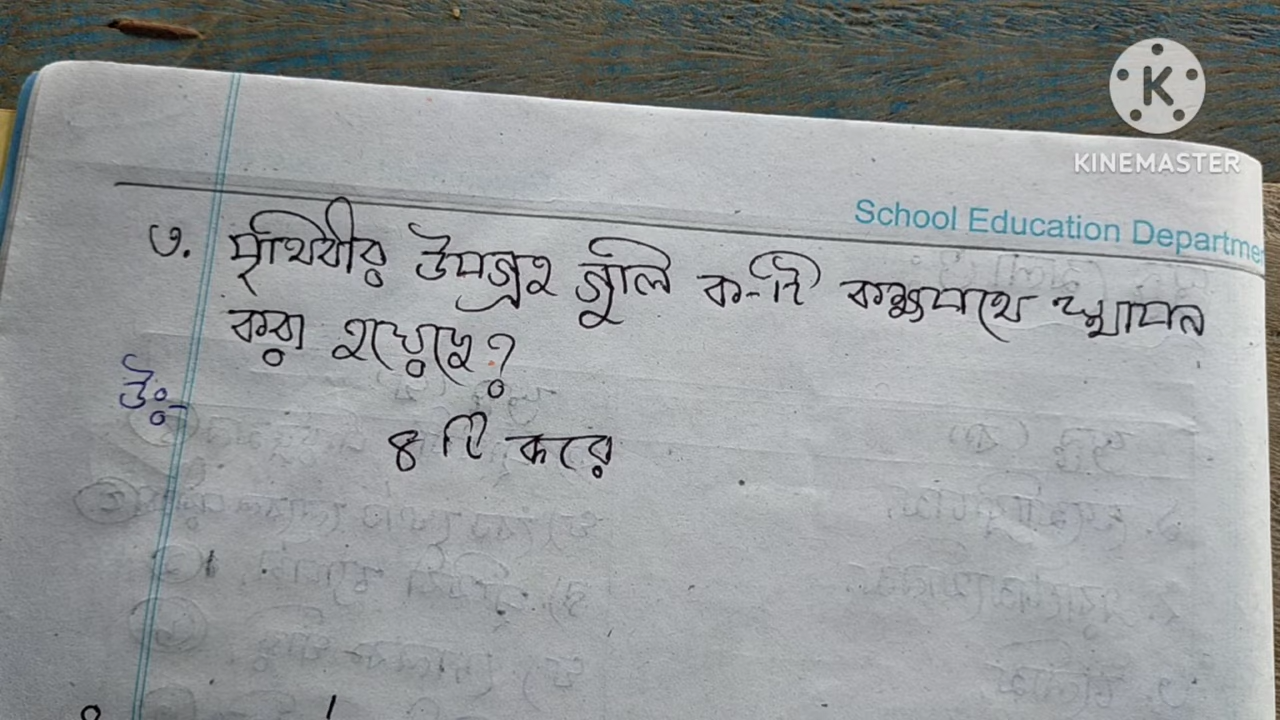 KINEMASTER
School Education Departme
৩. পৃথিবীর উপগ্রহ গুলি ক-টি কক্ষপথে স্থাপন
করা হয়েছে?
উঃ-
৪ টি করে